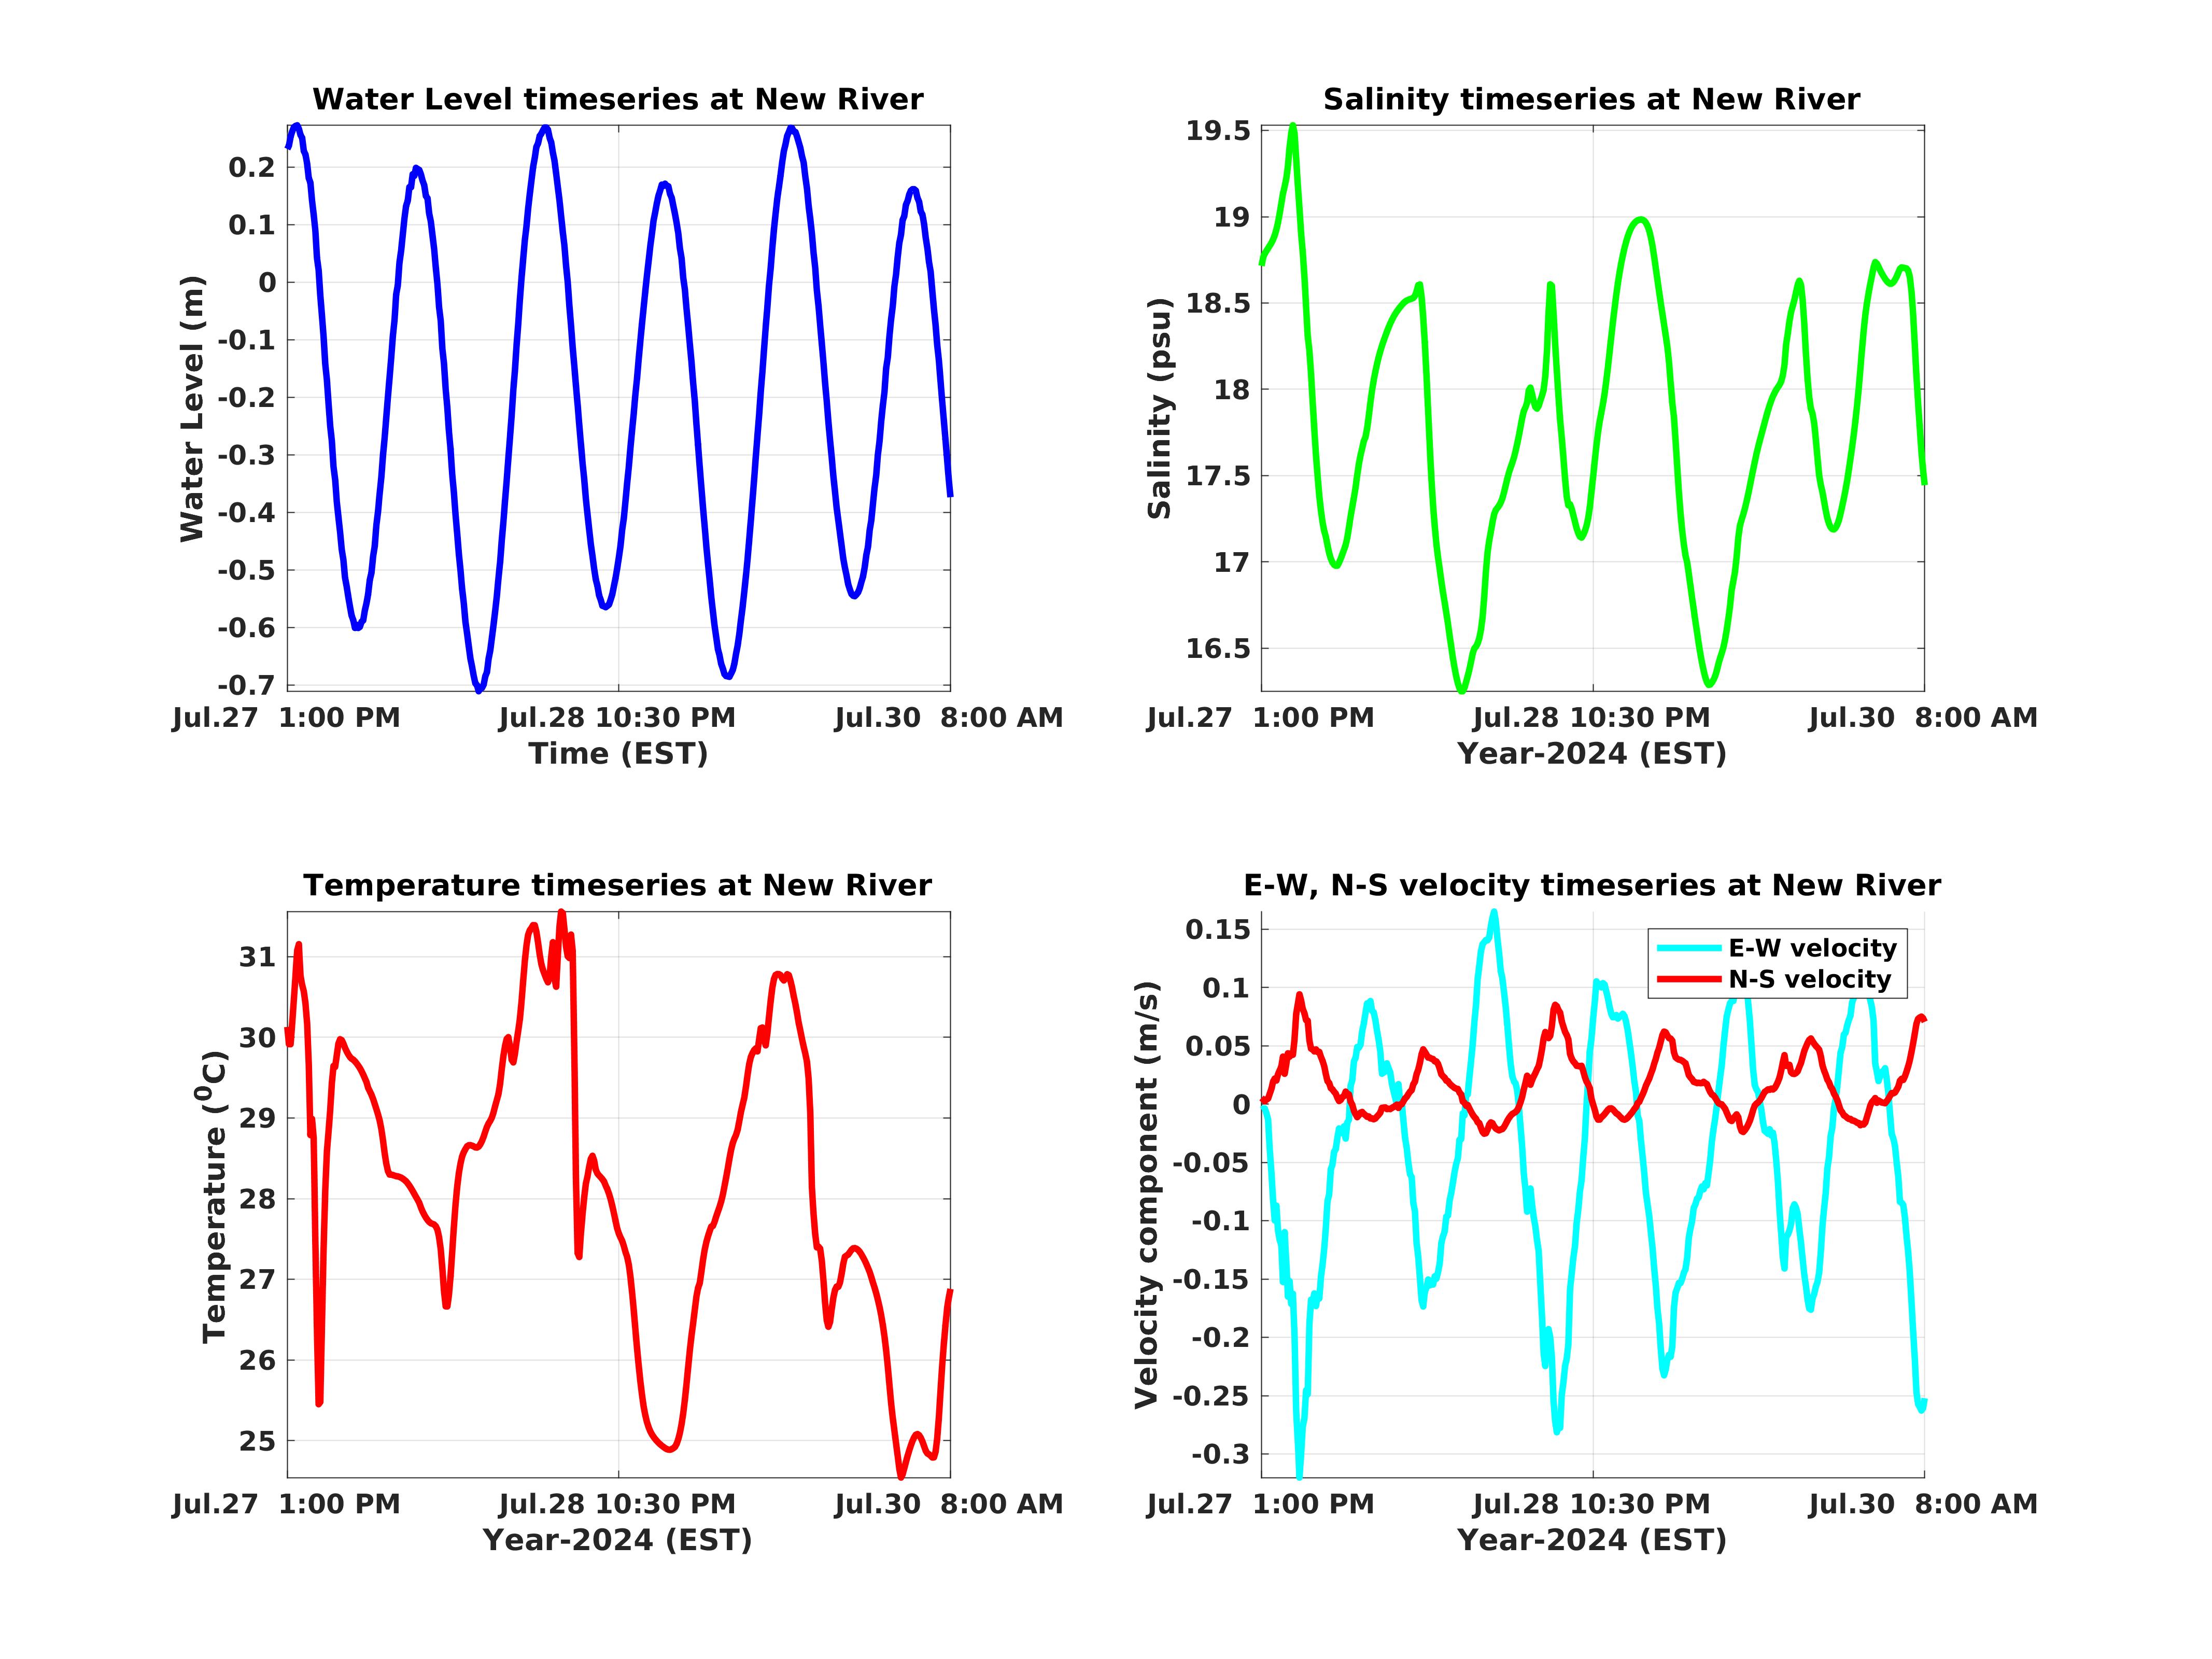 Water Level timeseries at New River
Water Level (m)
0.2
0.1
0
-0.1
-0.2
-0.3
-0.4
-0.5
-0.6
-0.7
Jul.27 1:00 PM Jul.28 10:30 PM Jul.30 8:00 AM
Time (EST)
Salinity timeseries at New River
Salinity (psu)
19.5
19
18.5
18
17.5
17
16.5
Jul.27 1:00 PM Jul.28 10:30 PM Jul.30 8:00 AM
Year-2024 (EST)
Temperature timeseries at New River
Temperature (⁰C)
31
30
29
28
27
26
25
Jul.27 1:00 PM Jul.28 10:30 PM Jul.30 8:00 AM
Year-2024 (EST)
E-W, N-S velocity timeseries at New River
Velocity component (m/s)
0.15
0.1
0.05
0
-0.05
-0.1
-0.15
-0.2
-0.25
-0.3
E-W velocity
N-S velocity
Jul.27 1:00 PM Jul.28 10:30 PM Jul.30 8:00 AM
Year-2024 (EST)